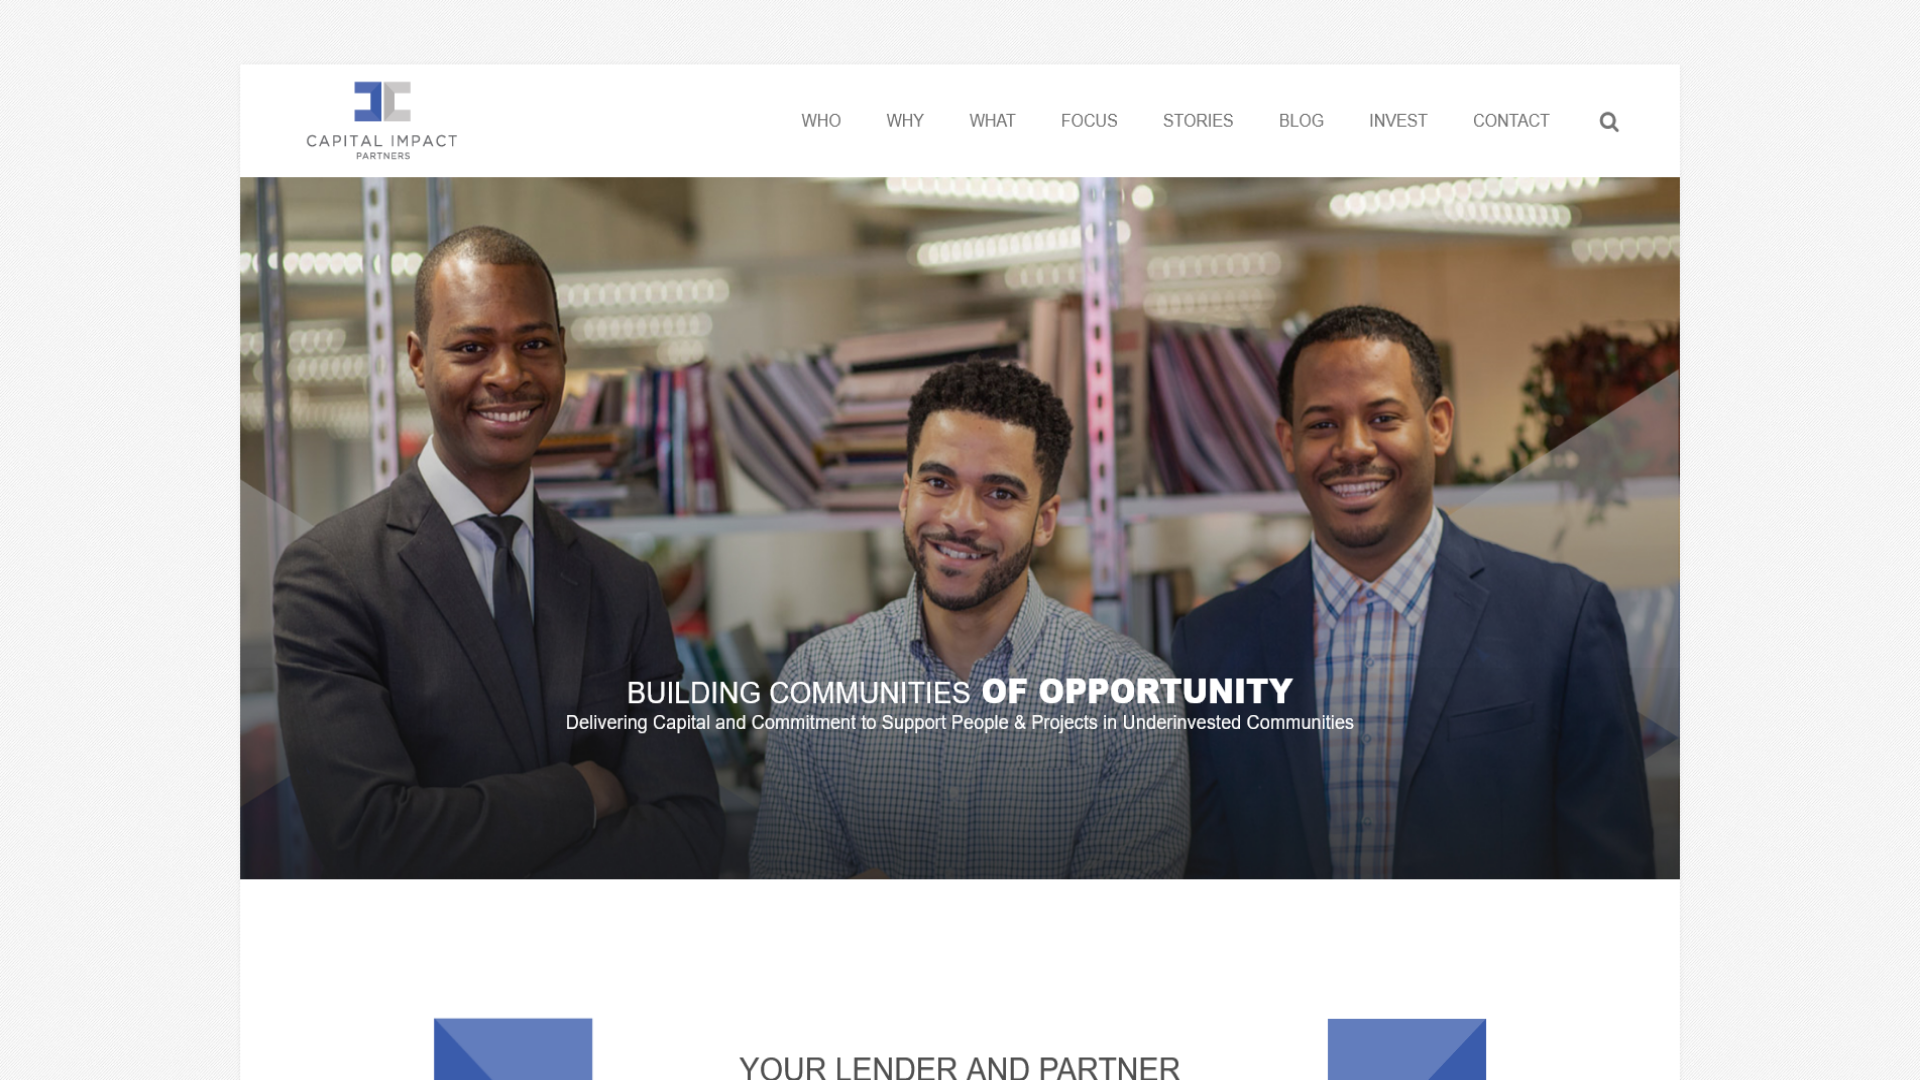 CAPITAL IMPACT
PARTNERS
WHO WHY WHAT FOCUS STORIES BLOG INVEST CONTACT
BUILDING COMMUNITIES OF OPPORTUNITY
Delivering Capital and Commitment to Support People & Projects in Underinvested Communities
YOUR LENDER AND PARTNER